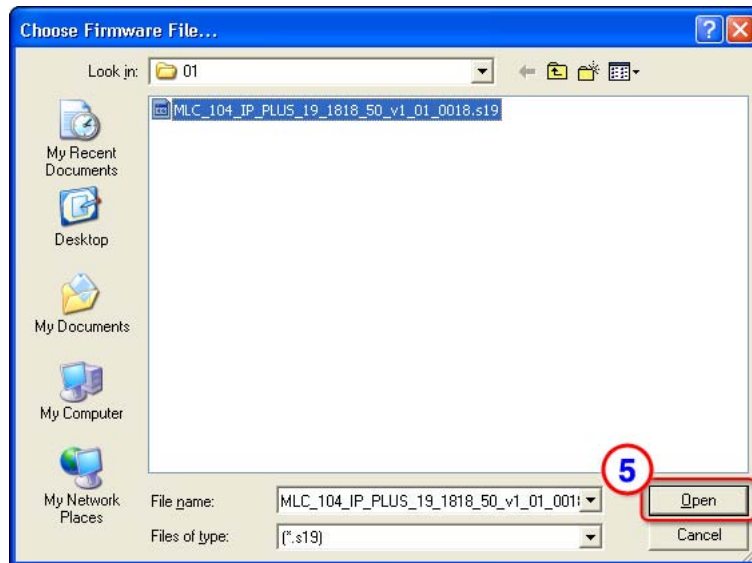 Choose Firmware File...
Look in:
01
MLC_104_IP_PLUS_19_1818_50_v1_01_0018.s19
My Recent
Documents
Desktop
My Documents
My Computer
My Network
Places
5
File name:
MLC_104_IP_PLUS_19_1818_50_v1_01_001
Open
Files of type:
(*.s19)
Cancel